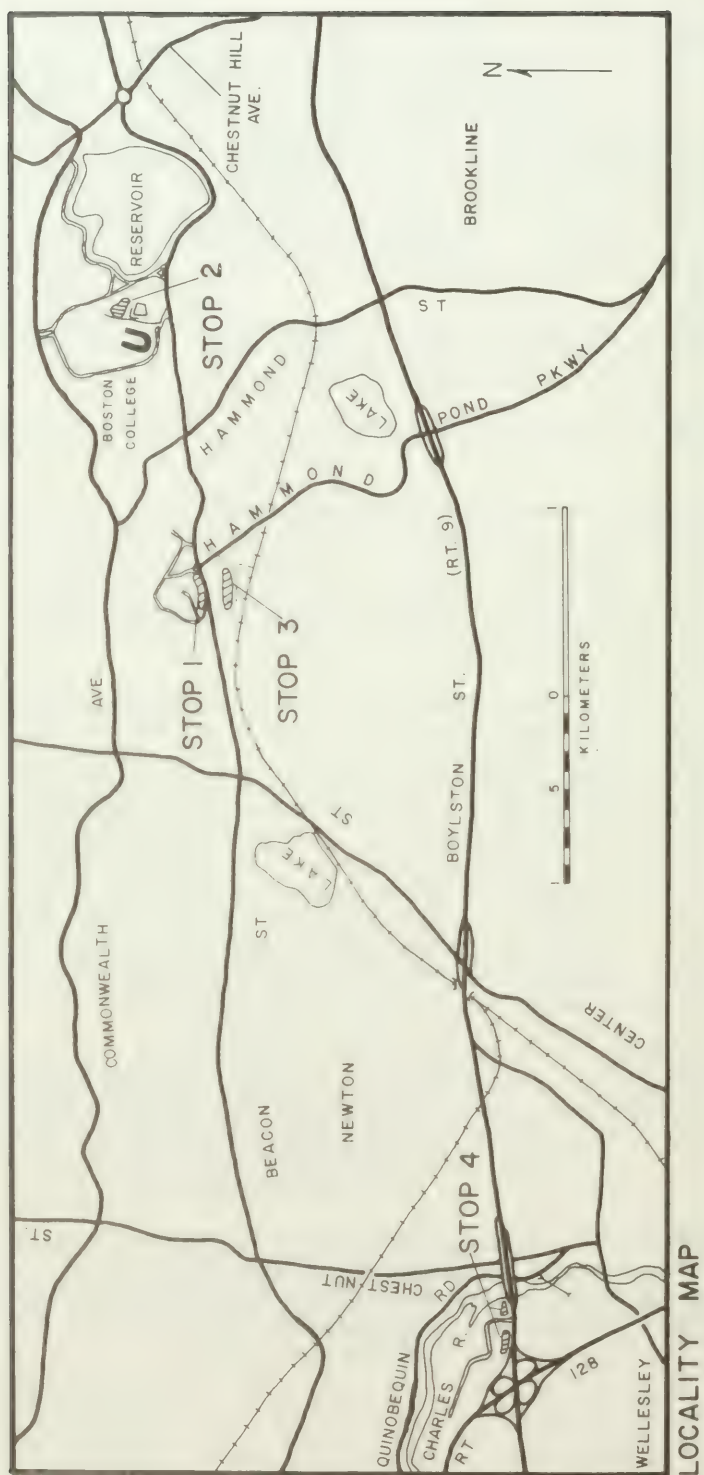 CHESTNUT HILL
AVE.
RESERVOIR
BOSTON
COLLEGE
STOP 2
HAMMOND
ST
LAKE
HAMMOND
POND
PKWY
BROOKLINE
N
STOP 1
STOP 3
AVE
COMMONWEALTH
ST
LAKE
ST
BEACON
NEWTON
BOYLSTON
ST.
(RT. 9)
1
5
0
1
KILOMETERS
CENTER
ST.
CHESTNUT
STOP 4
QUINOBEQUIN
RD
CHARLES
R.
RT
128
WELLESLEY
LOCALITY MAP